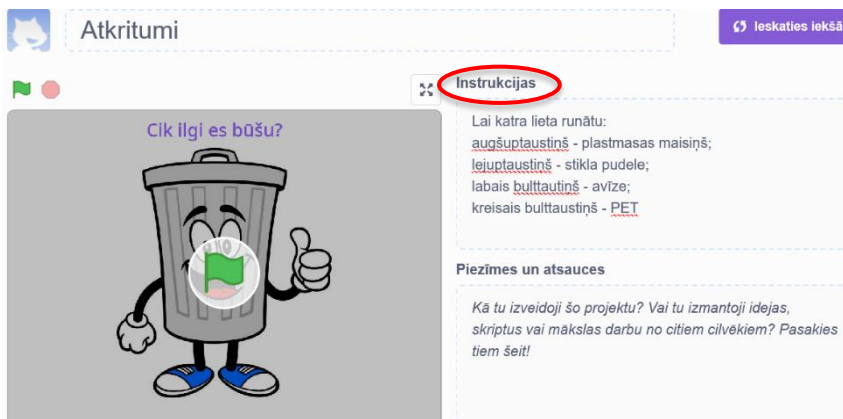 Atkritumi
Ieskaties iekšā
Instrukcijas
Cik ilgi es būšu?
Lai katra lieta runātu:
augšuptaustiņš - plastmasas maisiņš;
lejuptaustiņš - stikla pudele;
labais bulttautiņš - avīze;
kreisais bulttaustiņš - PET
Piezīmes un atsauces
Kā tu izveidoji šo projektu? Vai tu izmantoji idejas,
skriptus vai mākslas darbu no citiem cilvēkiem? Pasakies
tiem šeit!